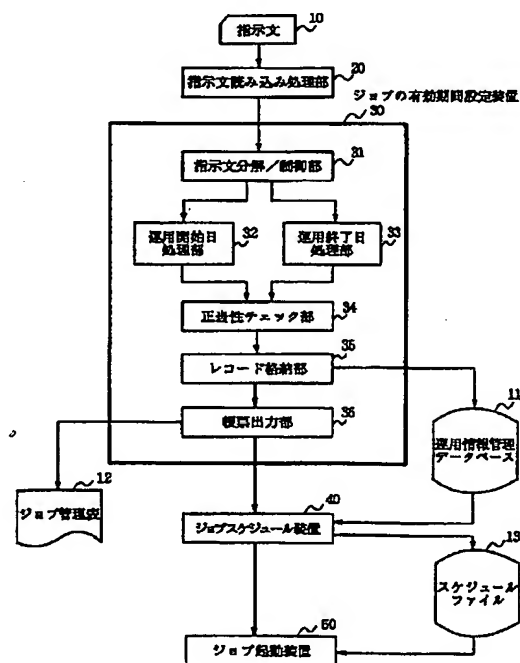 10
指示文
20
指示文読み込み処理部
ジョブの有効期間設定装置
30
31
指示文分解/制御部
運用開始日
処理部
32
運用終了日
処理部
33
34
正当性チェック部
35
レコード格納部
36
帳票出力部
11
運用情報管理
データベース
12
ジョブ管理表
40
ジョブスケジュール装置
13
スケジュール
ファイル
50
ジョブ起動装置